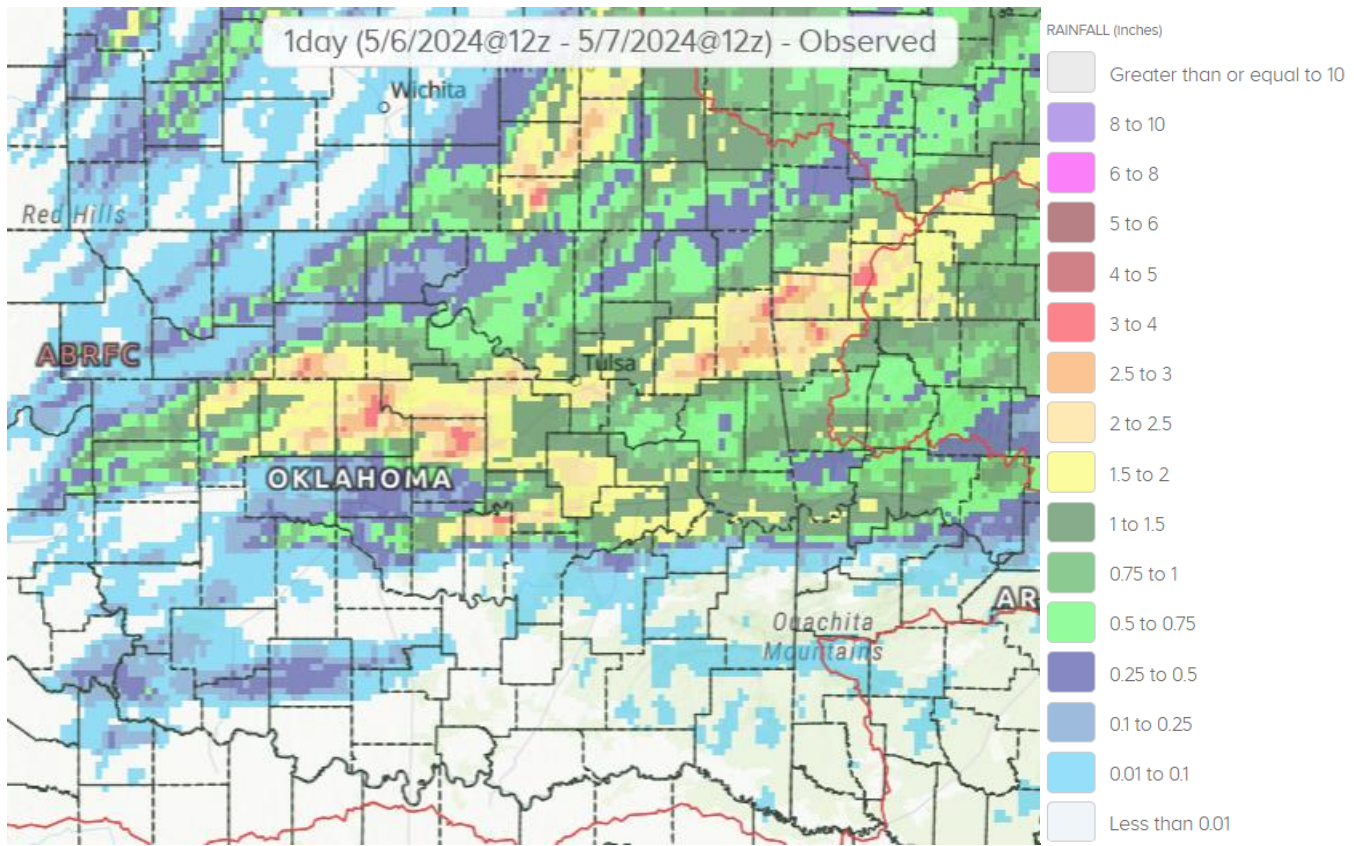 1day (5/6/2024@12z - 5/7/2024@12z) - Observed
Wichita
Red Hills
ABRFC
Tulsa
OKLAHOMA
Ouachita
Mountains
AR
RAINFALL (Inches)
Greater than or equal to 10
8 to 10
6 to 8
5 to 6
4 to 5
3 to 4
2.5 to 3
2 to 2.5
1.5 to 2
1 to 1.5
0.75 to 1
0.5 to 0.75
0.25 to 0.5
0.1 to 0.25
0.01 to 0.1
Less than 0.01